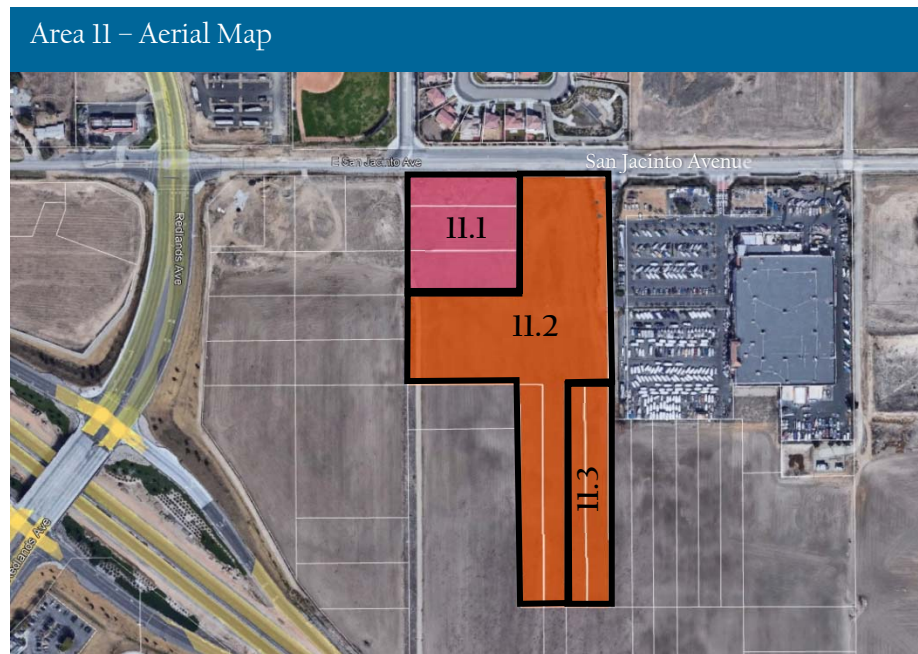 Area 11 – Aerial Map
E San Jacinto Ave
San Jacinto Avenue
Redlands Ave
11.1
11.2
11.3
Redlands Ave